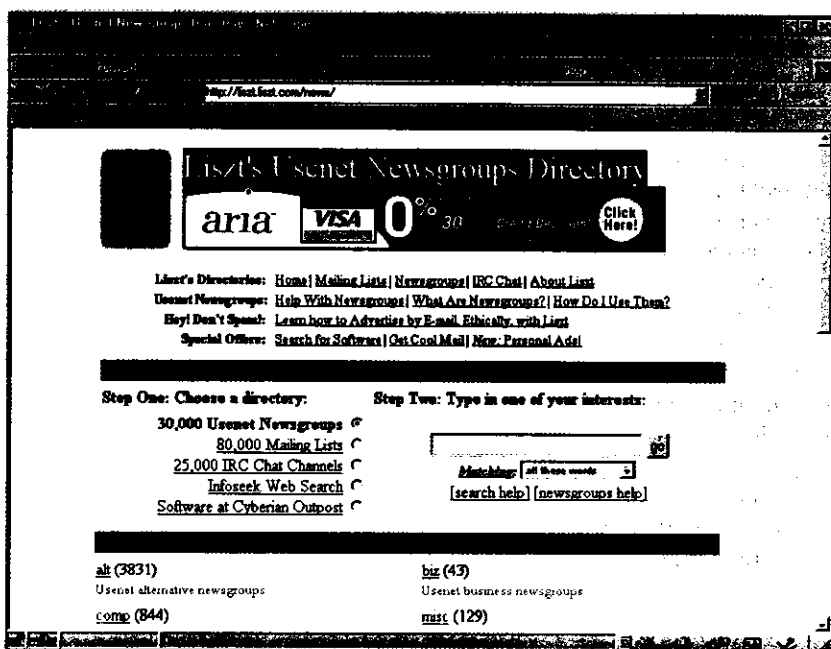 http://liszt.liszt.com/news/
Liszt's Usenet Newsgroups Directory
aria VISA 0% 30 Click Here!
Liszt's Directories: Home | Mailing Lists | Newsgroups | IRC Chat | About Liszt
Usenet Newsgroups: Help With Newsgroups | What Are Newsgroups? | How Do I Use Them?
Hey! Don't Spam!: Learn how to Advertise by E-mail, Ethically, with Liszt
Special Offers: Search for Software | Get Cool Mail | New: Personal Ads!
Step One: Choose a directory: Step Two: Type in one of your interests:
30,000 Usenet Newsgroups
80,000 Mailing Lists go
25,000 IRC Chat Channels Matching: all these words
Infoseek Web Search [search help] [newsgroups help]
Software at Cyberian Outpost
alt (3831) biz (43)
Usenet alternative newsgroups Usenet business newsgroups
comp (844) misc (129)